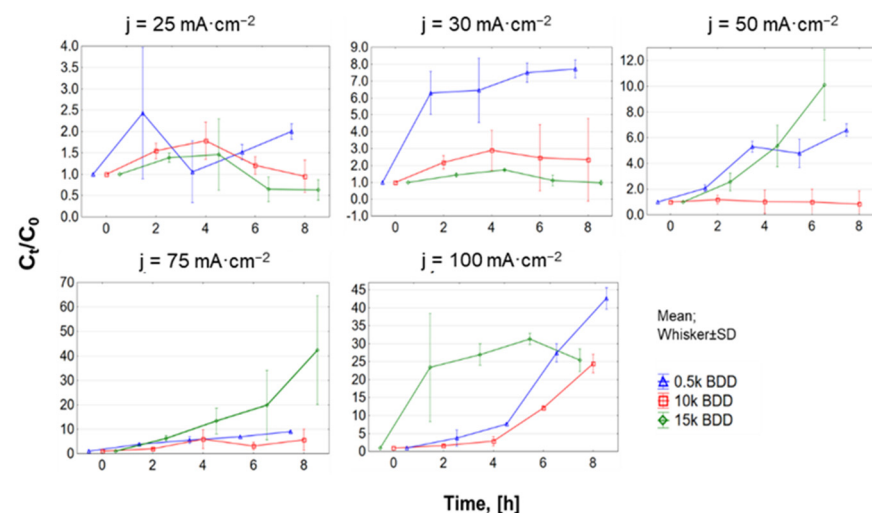 j = 25 mA·cm⁻²
j = 30 mA·cm⁻²
j = 50 mA·cm⁻²
4.0
3.5
3.0
2.5
2.0
1.5
1.0
0.5
0.0
0 2 4 6 8
9.0
8.0
7.0
6.0
5.0
4.0
3.0
2.0
1.0
0.0
-1.0
0 2 4 6 8
12.0
10.0
8.0
6.0
4.0
2.0
0.0
0 2 4 6 8
Cₜ/C₀
j = 75 mA·cm⁻²
j = 100 mA·cm⁻²
70
60
50
40
30
20
10
0
0 2 4 6 8
45
40
35
30
25
20
15
10
5
0
0 2 4 6 8
Mean;
Whisker±SD
0.5k BDD
10k BDD
15k BDD
Time, [h]